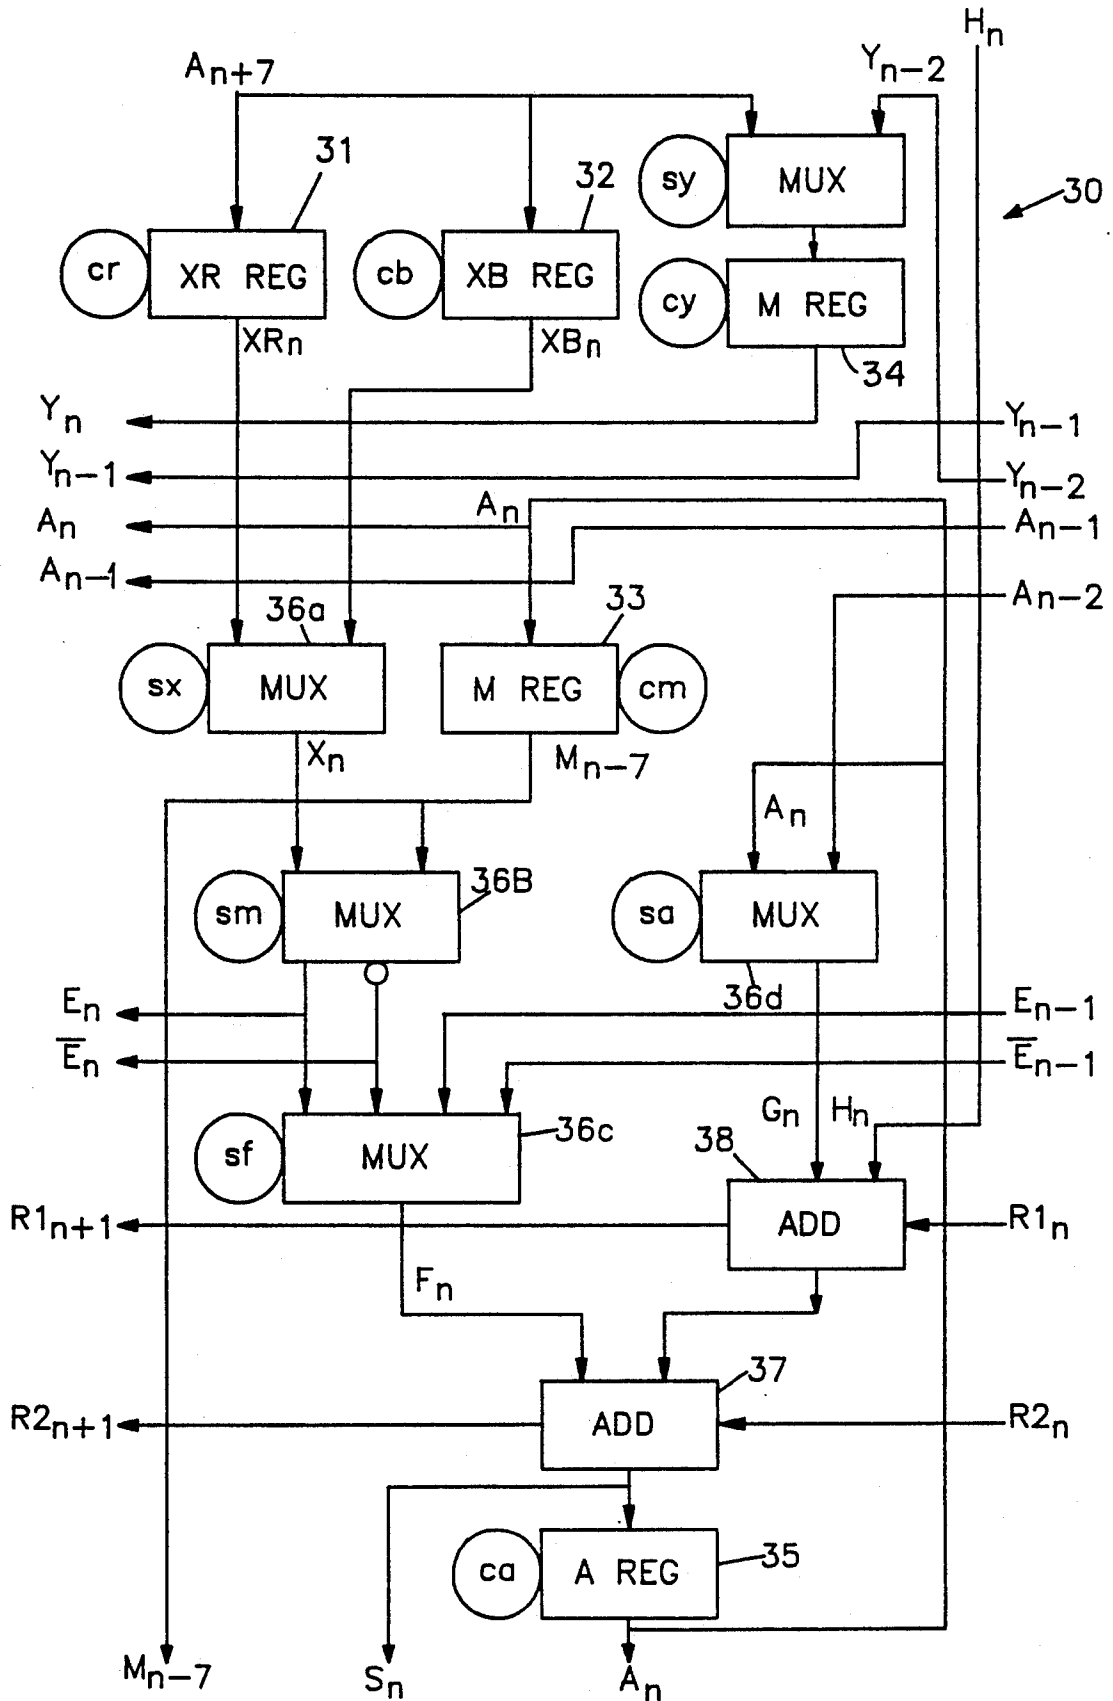 Hn
An+7
Yn−2
31
32
sy
MUX
30
cr
XR REG
cb
XB REG
cy
M REG
XRn
XBn
34
Yn
Yn−1
Yn−1
Yn−2
An
An
An−1
An−1
An−2
36a
33
sx
MUX
M REG
cm
Xn
Mn−7
An
36B
sm
MUX
sa
MUX
En
36d
En−1
E̅n
E̅n−1
Gn
Hn
36c
sf
MUX
38
R1n+1
ADD
R1n
Fn
37
R2n+1
ADD
R2n
ca
A REG
35
Mn−7
Sn
An